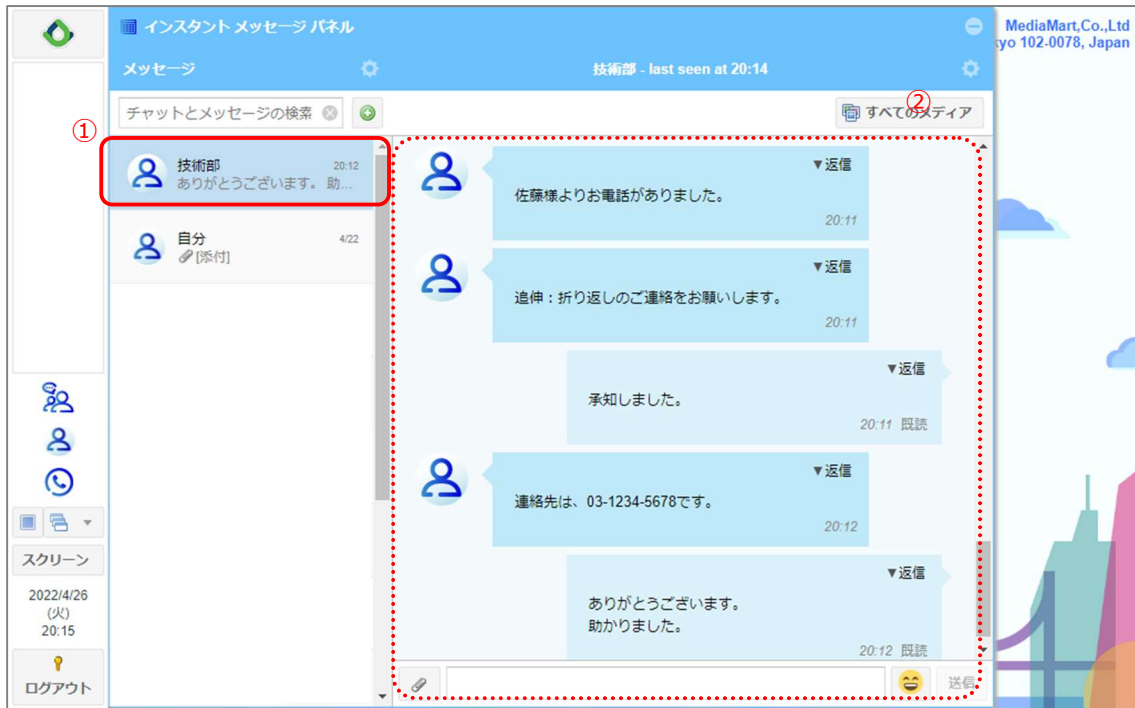 インスタント メッセージ パネル
MediaMart,Co.,Ltd
yo 102-0078, Japan
メッセージ
技術部 - last seen at 20:14
チャットとメッセージの検索
②
すべてのメディア
①
技術部 20:12
ありがとうございます。 助...
自分 4/22
[添付]
▼返信
佐藤様よりお電話がありました。
20:11
▼返信
追伸：折り返しのご連絡をお願いします。
20:11
▼返信
承知しました。
20:11 既読
▼返信
連絡先は、03-1234-5678です。
20:12
▼返信
ありがとうございます。
助かりました。
20:12 既読
送信
スクリーン
2022/4/26
(火)
20:15
ログアウト